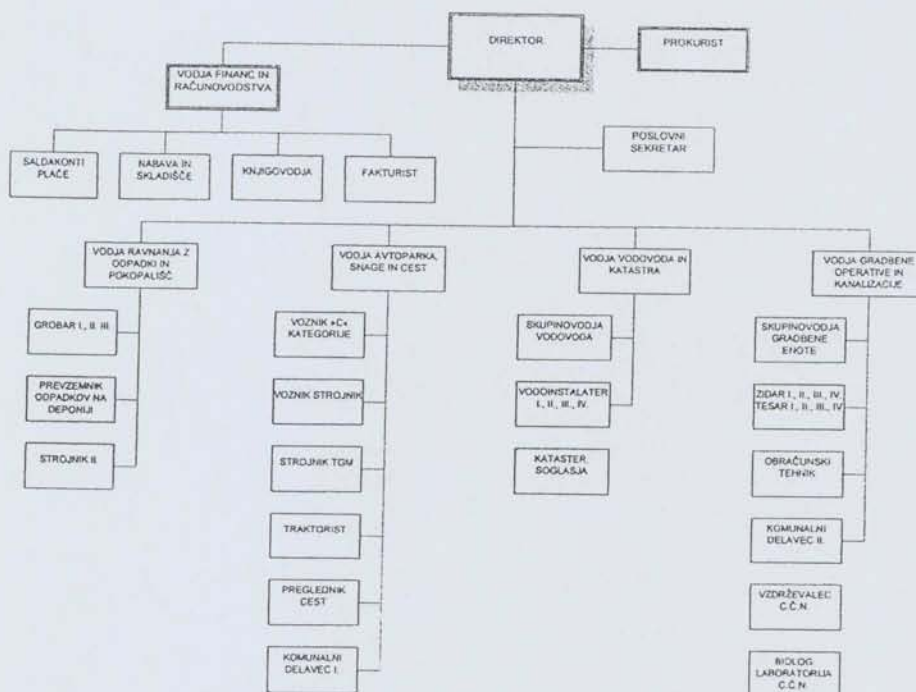 DIREKTOR
PROKURIST
VODJA FINANC IN
RAČUNOVODSTVA
POSLOVNI
SEKRETAR
SALDAKONTI
PLAČE
NABAVA IN
SKLADIŠČE
KNJIGOVODJA
FAKTURIST
VODJA RAVNANJA Z
ODPADKI IN
POKOPALIŠČ
GROBAR I., II. III.
PREVZEMNIK
ODPADKOV NA
DEPONIJI
STROJNIK II.
VODJA AVTOPARKA,
SNAGE IN CEST
VOZNIK »C«
KATEGORIJE
VOZNIK STROJNIK
STROJNIK TGM
TRAKTORIST
PREGLEDNIK
CEST
KOMUNALNI
DELAVEC I.
VODJA VODOVODA IN
KATASTRA
SKUPINOVODJA
VODOVODA
VODOINSTALATER
I., II., III., IV.
KATASTER,
SOGLASJA
VODJA GRADBENE
OPERATIVE IN
KANALIZACIJE
SKUPINOVODJA
GRADBENE
ENOTE
ZIDAR I., II., III., IV.
TESAR I., II., III., IV
OBRAČUNSKI
TEHNIK
KOMUNALNI
DELAVEC II.
VZDRŽEVALEC
C.Č.N.
BIOLOG
LABORATORIJA
C.Č.N.